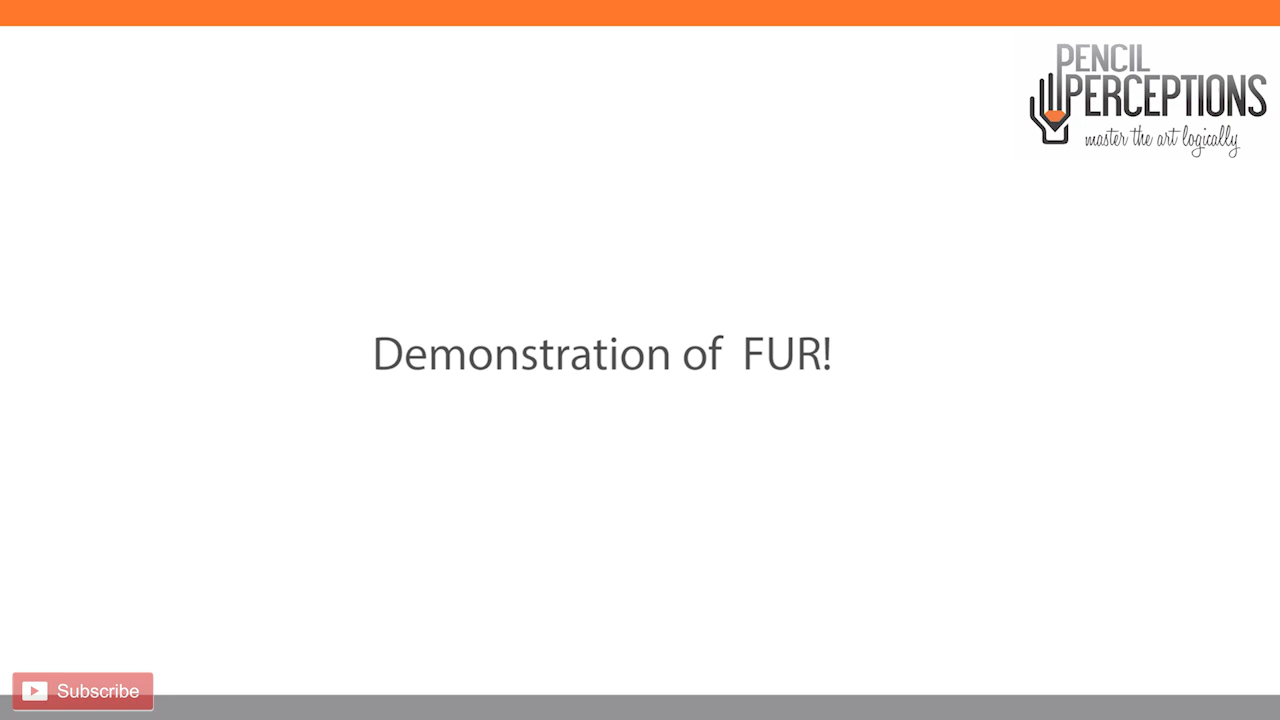 PENCIL
PERCEPTIONS
master the art logically
Demonstration of  FUR!
Subscribe